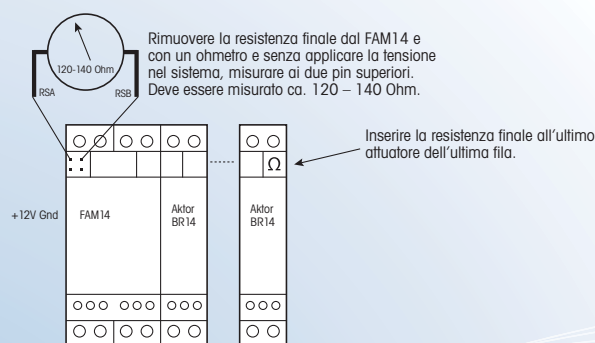 Rimuovere la resistenza finale dal FAM14 e
con un ohmetro e senza applicare la tensione
nel sistema, misurare ai due pin superiori.
Deve essere misurato ca. 120 – 140 Ohm.
120-140 Ohm
RSA
RSB
Inserire la resistenza finale all'ultimo
attuatore dell'ultima fila.
Ω
+12V Gnd
FAM14
Aktor
BR14
Aktor
BR14